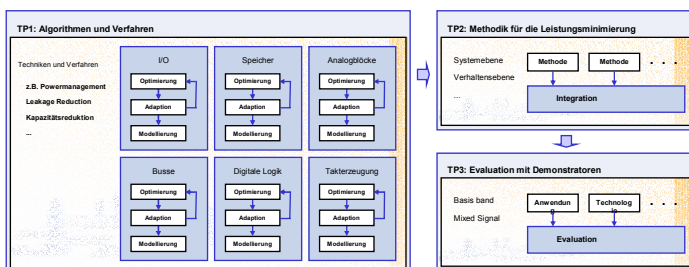 TP1: Algorithmen und Verfahren
Techniken und Verfahren
z.B. Powermanagement
Leakage Reduction
Kapazitätsreduktion
...
I/O
Optimierung
Adaption
Modellierung
Speicher
Optimierung
Adaption
Modellierung
Analogblöcke
Optimierung
Adaption
Modellierung
Busse
Optimierung
Adaption
Modellierung
Digitale Logik
Optimierung
Adaption
Modellierung
Takterzeugung
Optimierung
Adaption
Modellierung
TP2: Methodik für die Leistungsminimierung
Systemebene
Verhaltensebene
...
Methode
Methode
. . .
Integration
TP3: Evaluation mit Demonstratoren
Basis band
Mixed Signal
Anwendun
g
Technolog
ie
. . .
Evaluation